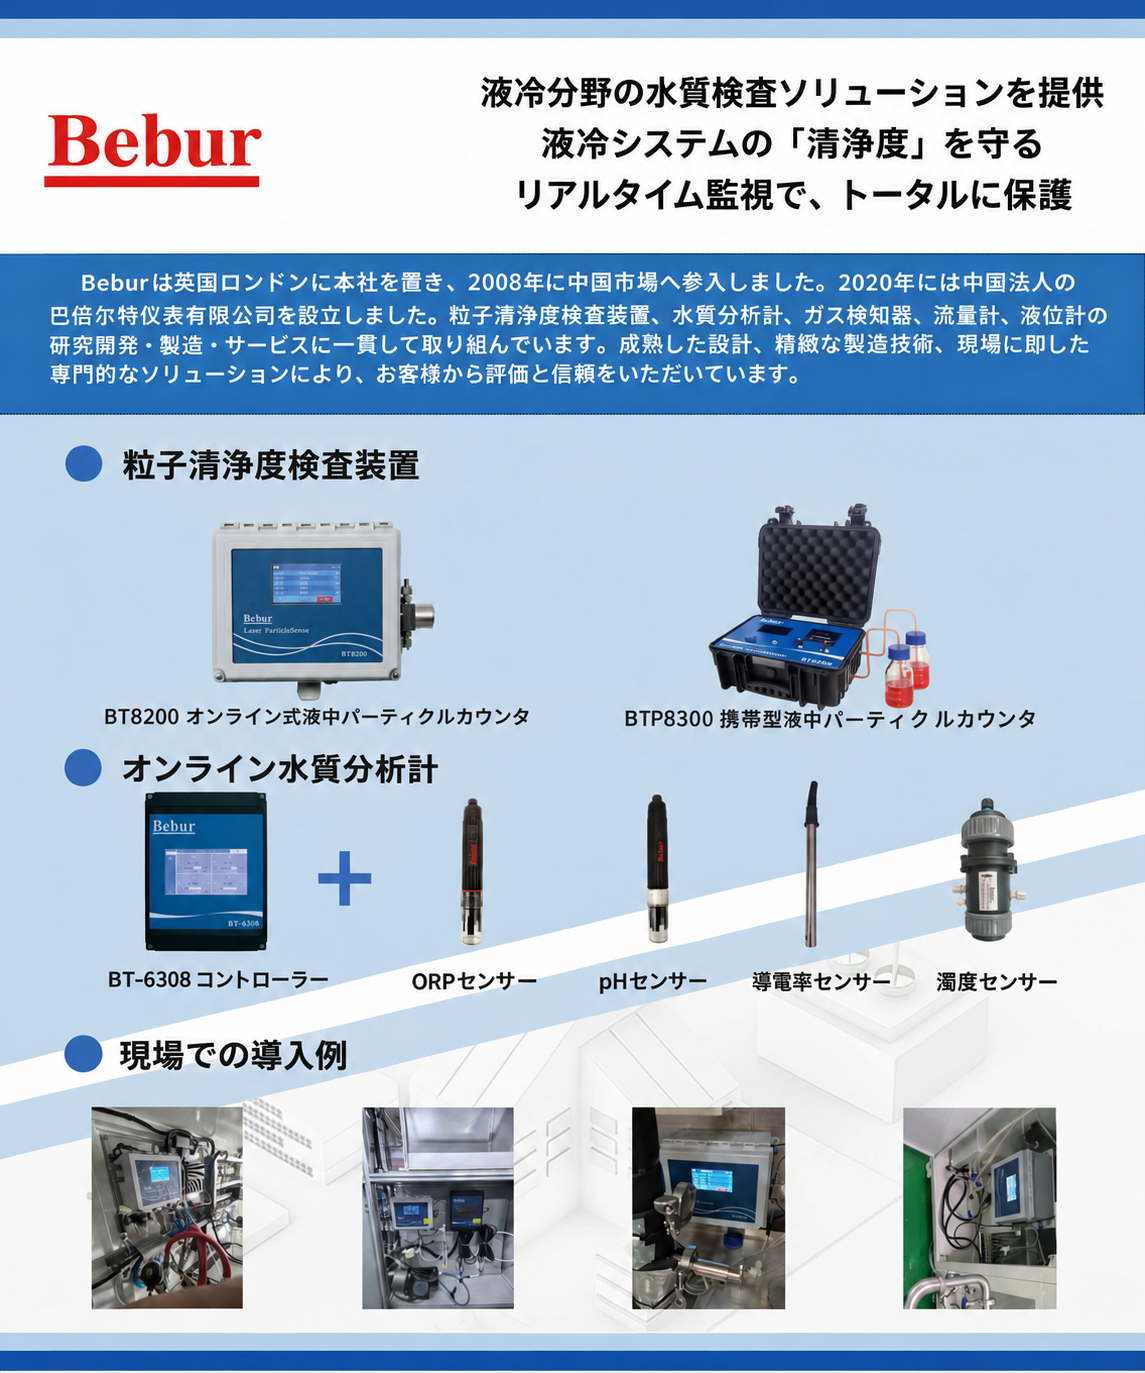 Bebur
液冷分野の水質検査ソリューションを提供
液冷システムの「清浄度」を守る
リアルタイム監視で、トータルに保護
Beburは英国ロンドンに本社を置き、2008年に中国市場へ参入しました。2020年には中国法人の
巴倍尔特仪表有限公司を設立しました。粒子清浄度検査装置、水質分析計、ガス検知器、流量計、液位計の
研究開発・製造・サービスに一貫して取り組んでいます。成熟した設計、精緻な製造技術、現場に即した
専門的なソリューションにより、お客様から評価と信頼をいただいています。
粒子清浄度検査装置
Bebur
Laser ParticleSense
BT8200
Bebur
BT8200 オンライン式液中パーティクルカウンタ
BTP8300 携帯型液中パーティクルカウンタ
オンライン水質分析計
Bebur
BT-6308
Bebur
BT-6308 コントローラー
ORPセンサー
pHセンサー
導電率センサー
濁度センサー
現場での導入例